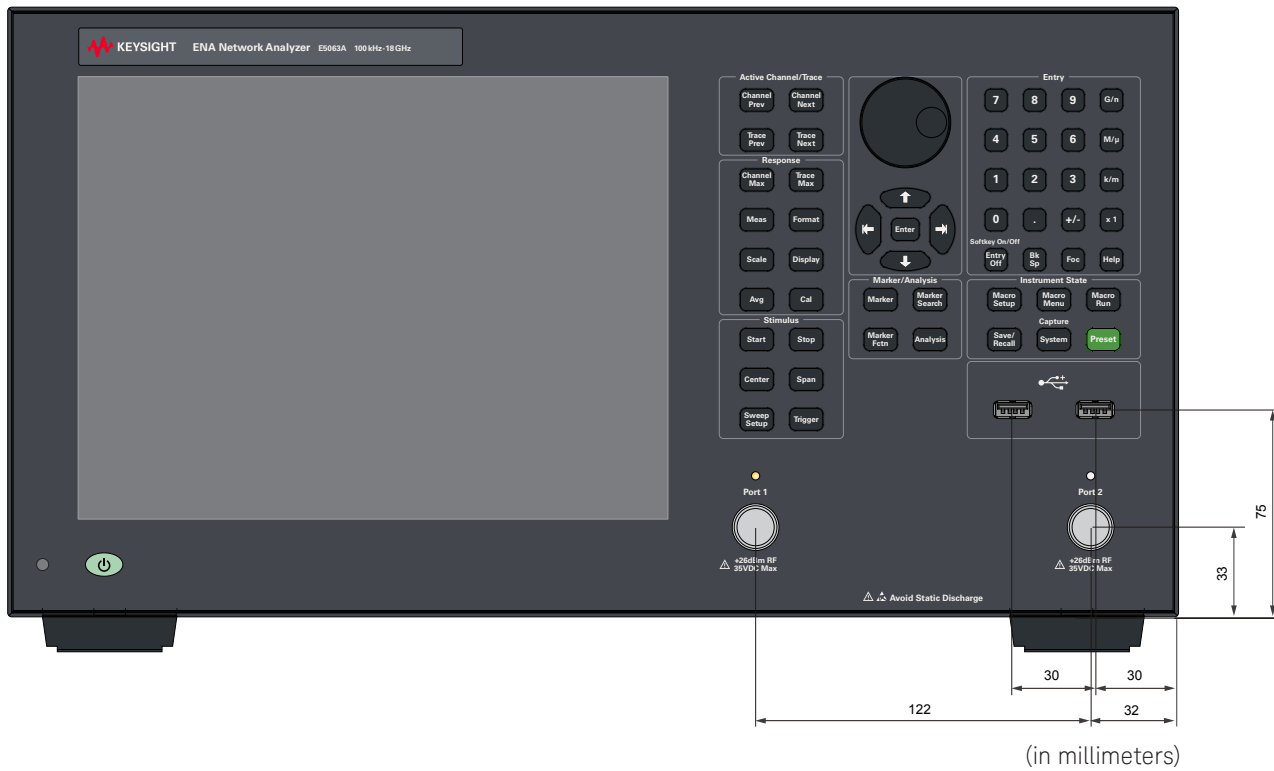 KEYSIGHT ENA Network Analyzer E5063A 100 kHz-18 GHz
Active Channel/Trace
Channel Prev
Channel Next
Trace Prev
Trace Next
Response
Channel Max
Trace Max
Meas
Format
Scale
Display
Avg
Cal
Stimulus
Start
Stop
Center
Span
Sweep Setup
Trigger
Enter
Marker/Analysis
Marker
Marker Search
Marker Fctn
Analysis
Entry
7 8 9 G/n
4 5 6 M/µ
1 2 3 k/m
0 . +/- x 1
Softkey On/Off
Entry Off
Bk Sp
Foc
Help
Instrument State
Macro Setup
Macro Menu
Macro Run
Capture
Save/ Recall
System
Preset
Port 1
+26dBm RF
35VDC Max
Port 2
+26dBm RF
35VDC Max
Avoid Static Discharge
75
33
30
30
122
32
(in millimeters)